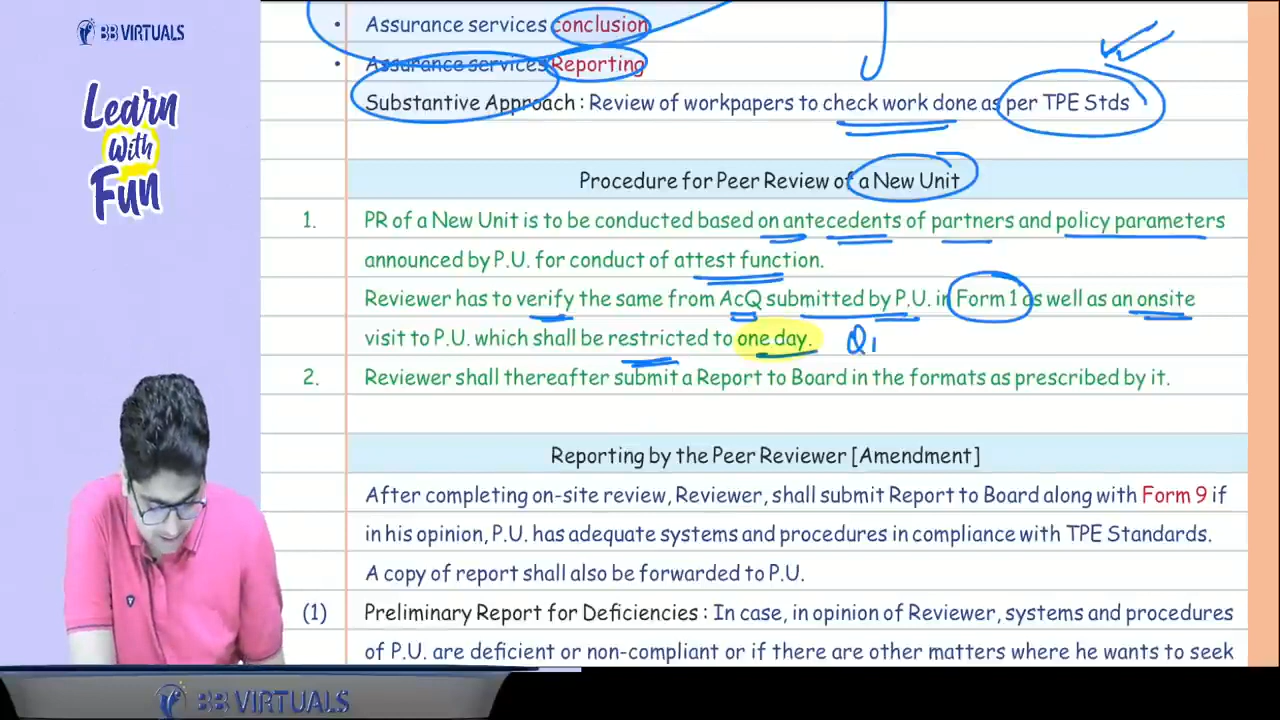 BB VIRTUALS
Learn
With
Fun
• Assurance services conclusion
• Assurance services Reporting
Substantive Approach : Review of workpapers to check work done as per TPE Stds
Procedure for Peer Review of a New Unit
1. PR of a New Unit is to be conducted based on antecedents of partners and policy parameters
announced by P.U. for conduct of attest function.
Reviewer has to verify the same from AcQ submitted by P.U. in Form 1 as well as an onsite
visit to P.U. which shall be restricted to one day.
2. Reviewer shall thereafter submit a Report to Board in the formats as prescribed by it.
Reporting by the Peer Reviewer [Amendment]
After completing on-site review, Reviewer, shall submit Report to Board along with Form 9 if
in his opinion, P.U. has adequate systems and procedures in compliance with TPE Standards.
A copy of report shall also be forwarded to P.U.
(1) Preliminary Report for Deficiencies : In case, in opinion of Reviewer, systems and procedures
of P.U. are deficient or non-compliant or if there are other matters where he wants to seek
BB VIRTUALS